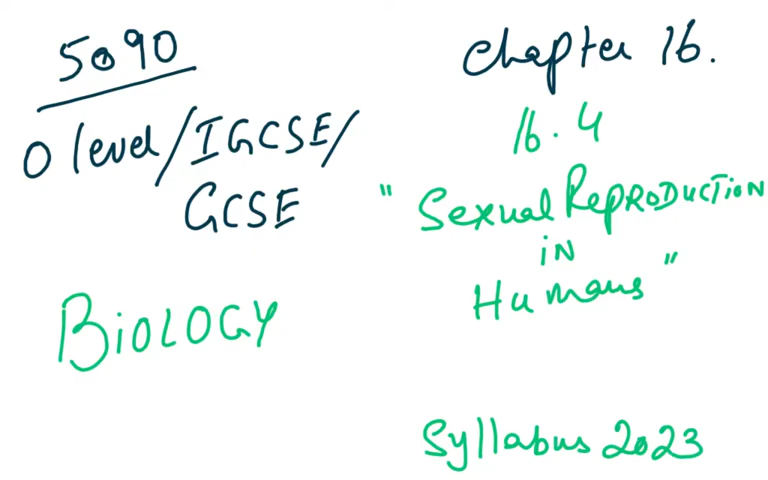 5090
O level/IGCSE/
GCSE
BiOLOGY
Chapter 16.
16.4
"Sexual RePRODUCTiON
iN
Humans"
Syllabus 2023